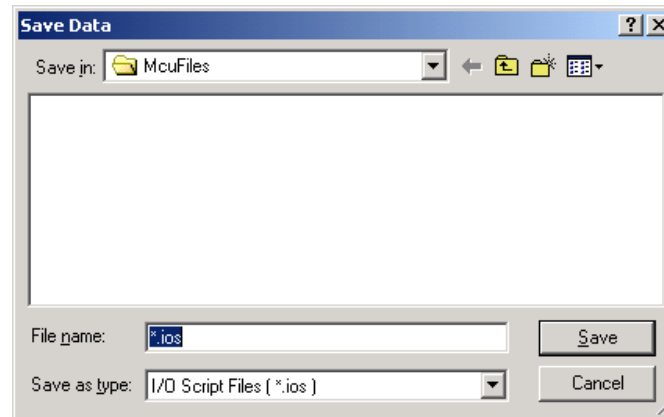 Save Data
Save in: McuFiles
File name: *.ios Save
Save as type: I/O Script Files ( *.ios ) Cancel